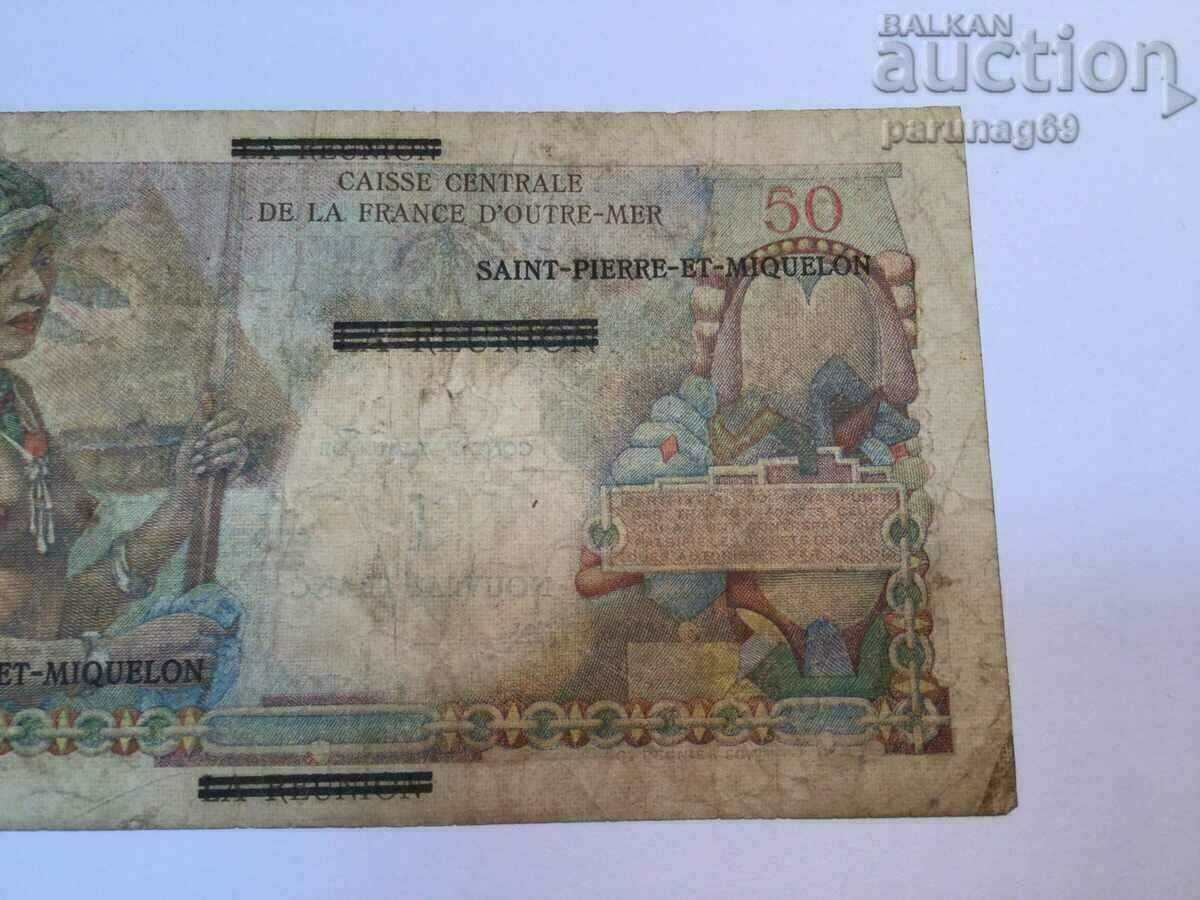 BALKAN
auction
parunag69
LA REUNION
CAISSE CENTRALE
DE LA FRANCE D'OUTRE-MER
50
SAINT-PIERRE-ET-MIQUELON
LA REUNION
ET-MIQUELON
LA REUNION